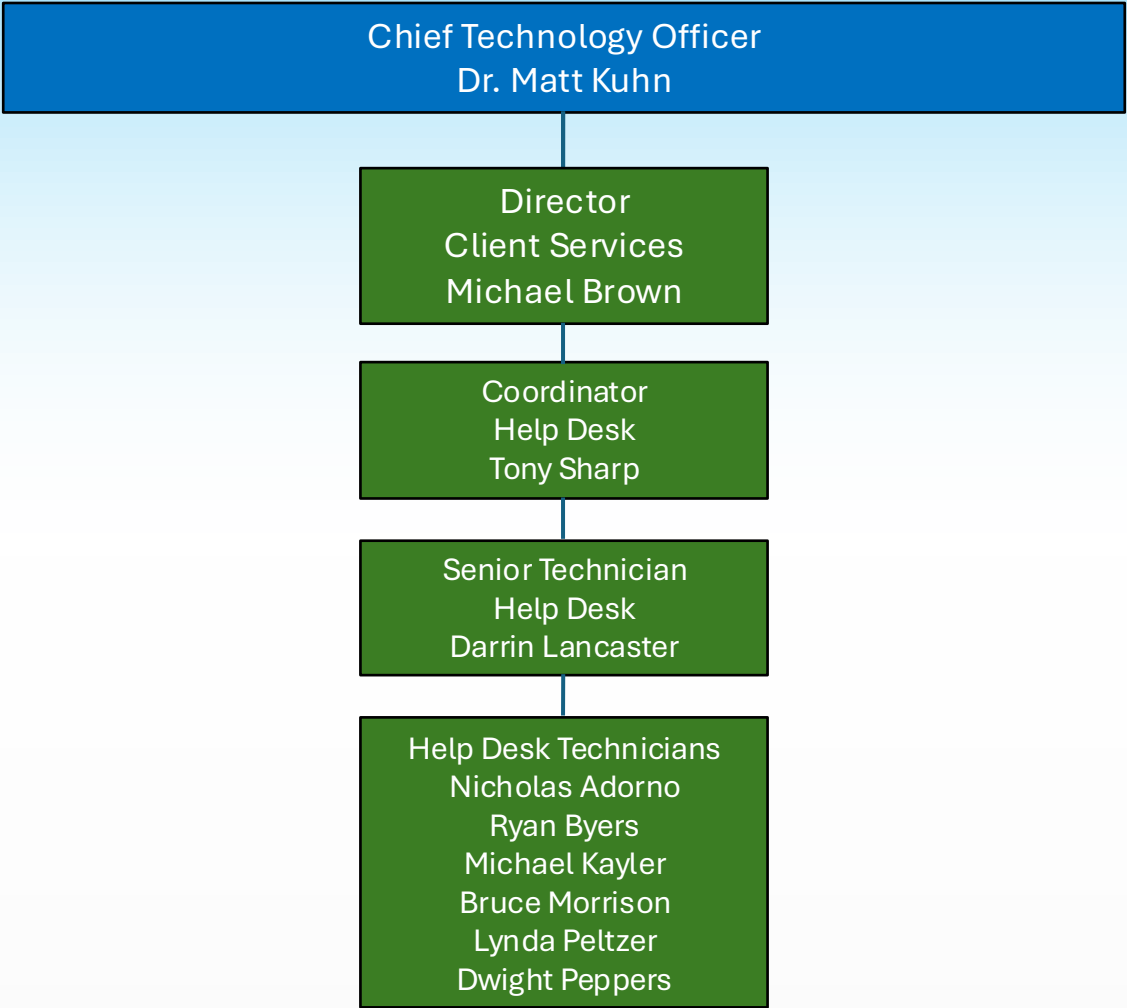 Chief Technology Officer
Dr. Matt Kuhn
Director
Client Services
Michael Brown
Coordinator
Help Desk
Tony Sharp
Senior Technician
Help Desk
Darrin Lancaster
Help Desk Technicians
Nicholas Adorno
Ryan Byers
Michael Kayler
Bruce Morrison
Lynda Peltzer
Dwight Peppers